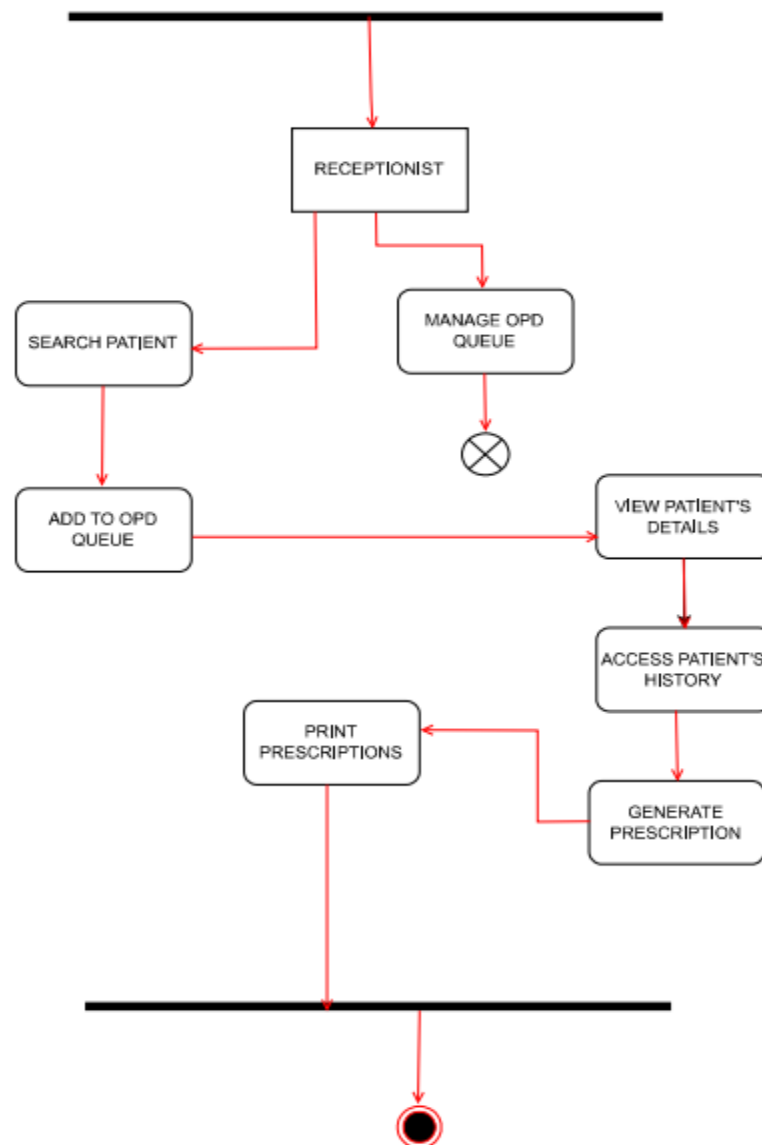 RECEPTIONIST
SEARCH PATIENT
MANAGE OPD
QUEUE
ADD TO OPD
QUEUE
VIEW PATIENT'S
DETAILS
ACCESS PATIENT'S
HISTORY
PRINT
PRESCRIPTIONS
GENERATE
PRESCRIPTION